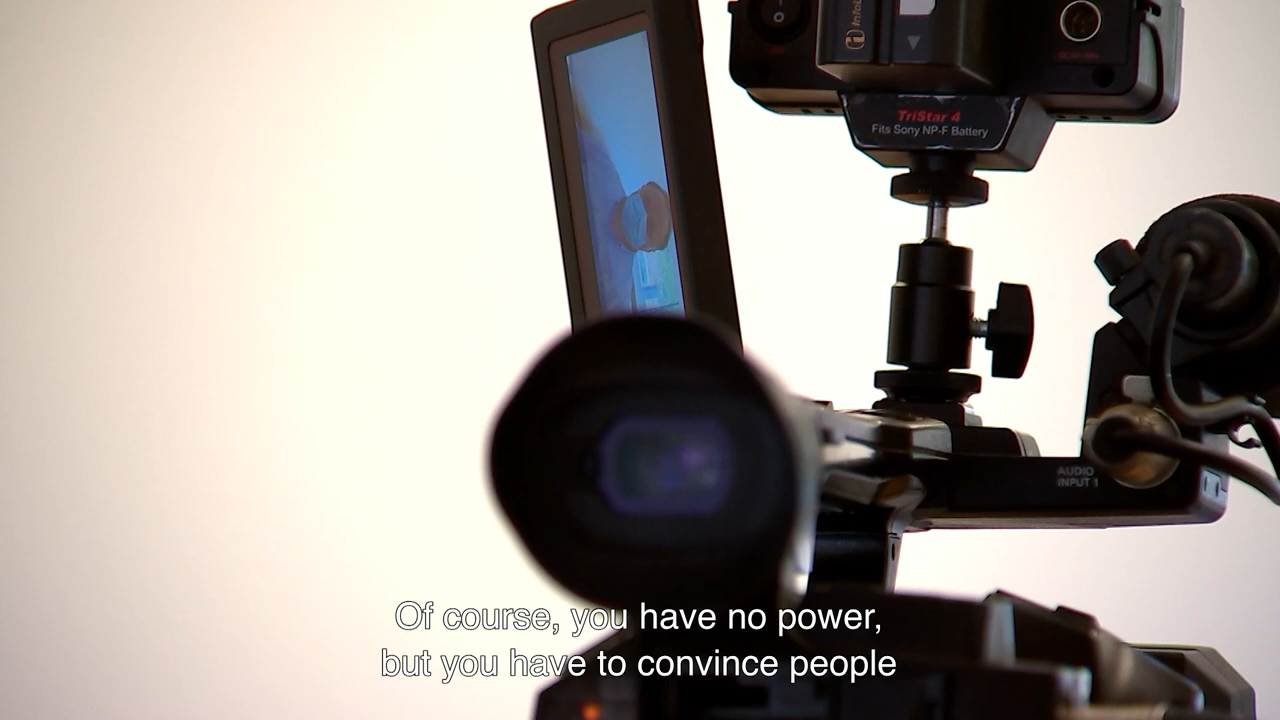 TriStar 4
Fits Sony NP-F Battery
AUDIO
INPUT 1
Of course, you have no power,
but you have to convince people